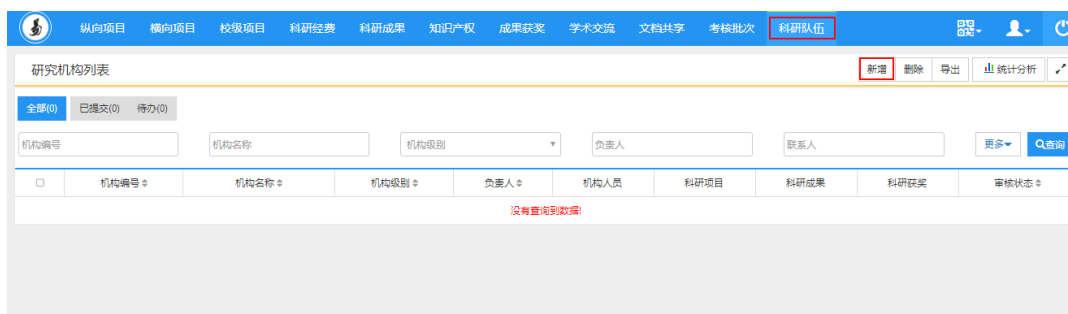 纵向项目 横向项目 校级项目 科研经费 科研成果 知识产权 成果获奖 学术交流 文档共享 考核批次 科研队伍
研究机构列表 新增 删除 导出 统计分析
全部(0) 已提交(0) 待办(0)
机构编号 机构名称 机构级别 负责人 联系人 更多 查询
机构编号 机构名称 机构级别 负责人 机构人员 科研项目 科研成果 科研获奖 审核状态
没有查询到数据!